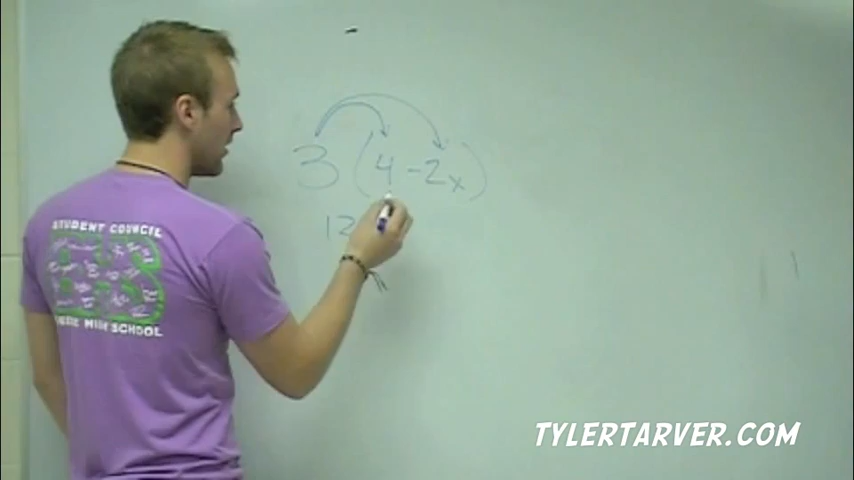 3 (4 - 2x)
12
STUDENT COUNCIL
HIGH SCHOOL
TYLERTARVER.COM